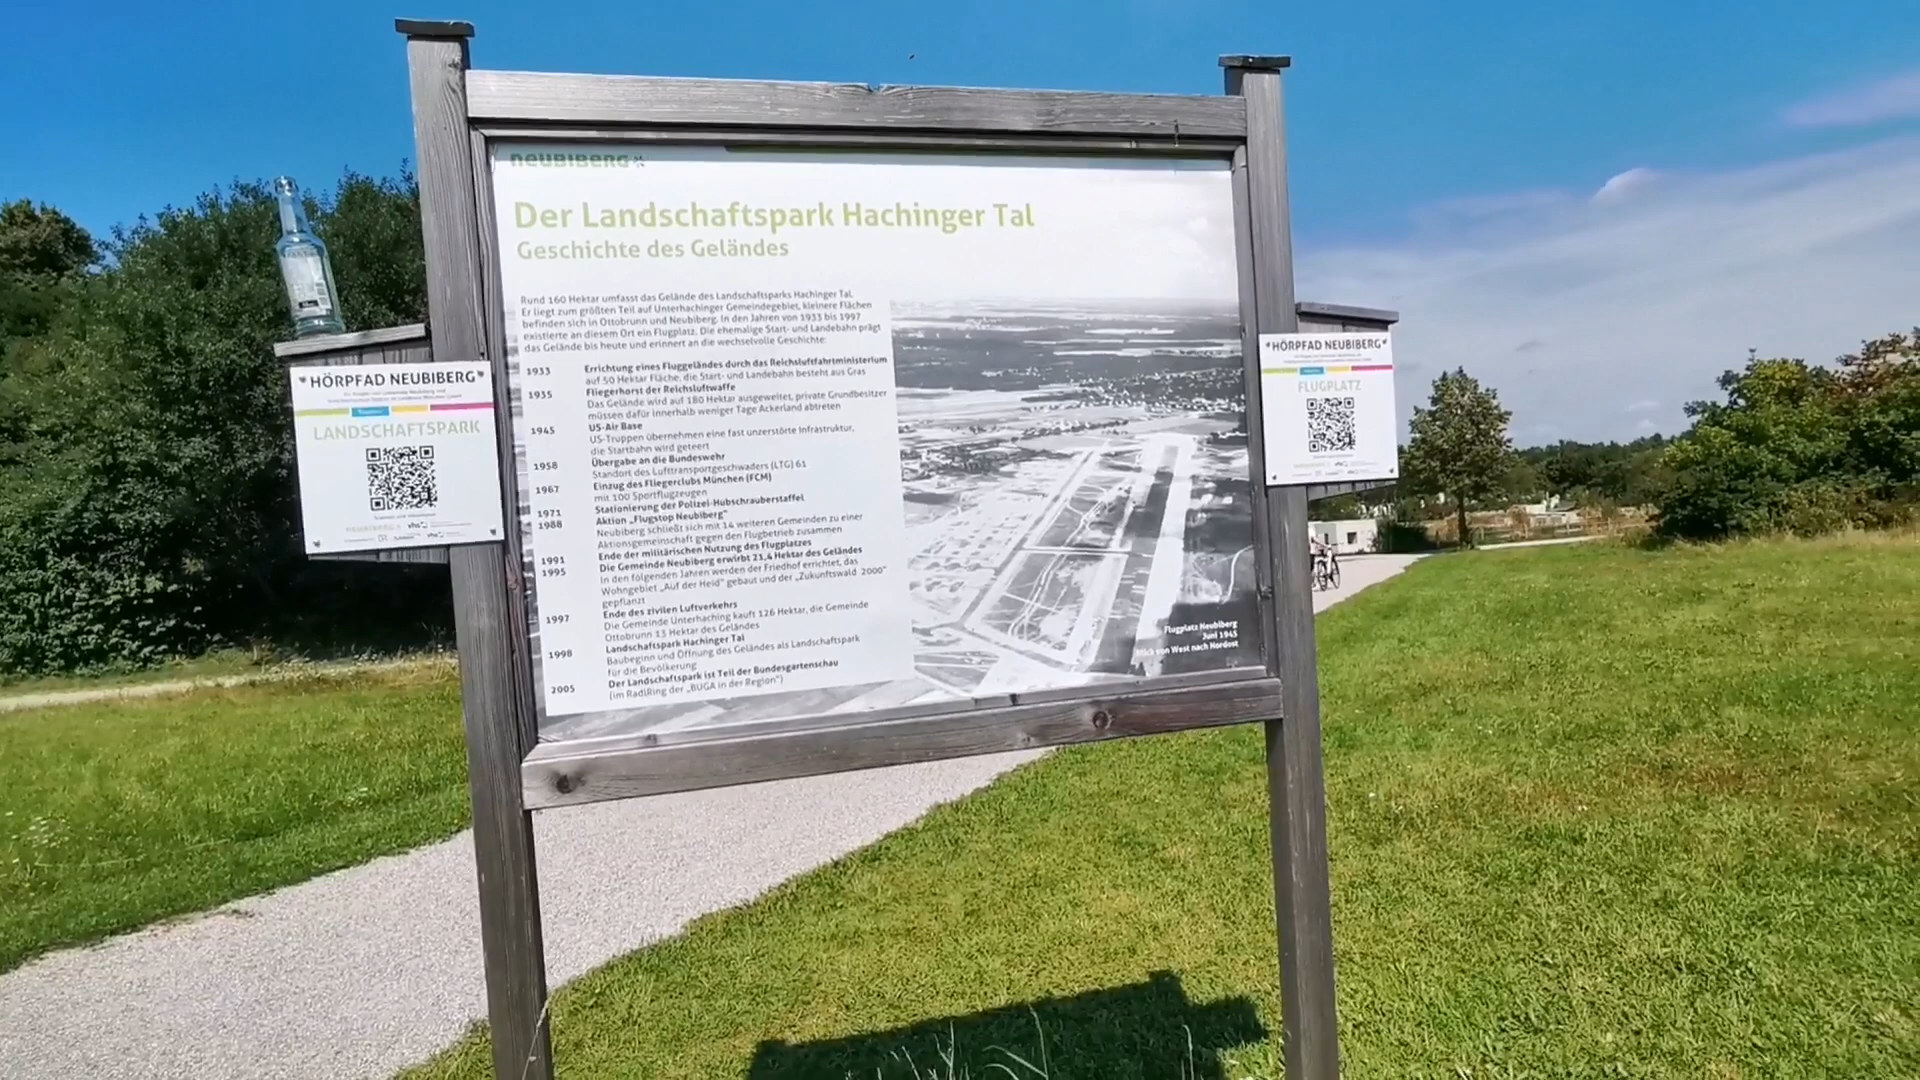 neubiberg
Der Landschaftspark Hachinger Tal
Geschichte des Geländes
Rund 160 Hektar umfasst das Gelände des Landschaftsparks Hachinger Tal.
Er liegt zum größten Teil auf Unterhachinger Gemeindegebiet, kleinere Flächen
befinden sich in Ottobrunn und Neubiberg. In den Jahren von 1933 bis 1997
existierte an diesem Ort ein Flugplatz. Die ehemalige Start- und Landebahn prägt
das Gelände bis heute und erinnert an die wechselvolle Geschichte:
1933 Errichtung eines Fluggeländes durch das Reichsluftfahrtsministerium
auf 50 Hektar Fläche, die Start- und Landebahn besteht aus Gras
1935 Fliegerhorst der Reichsluftwaffe
Das Gelände wird auf 180 Hektar ausgeweitet, private Grundbesitzer
müssen dafür innerhalb weniger Tage Ackerland abtreten
1945 US-Air Base
US-Truppen übernehmen eine fast unzerstörte Infrastruktur,
die Startbahn wird geteert
1958 Übergabe an die Bundeswehr
Standort des Lufttransportgeschwaders (LTG) 61
1967 Einzug des Fliegerclubs München (FCM)
mit 100 Sportflugzeugen
1971 Stationierung der Polizei-Hubschrauberstaffel
1988 Aktion „Flugstop Neubiberg"
Neubiberg schließt sich mit 14 weiteren Gemeinden zu einer
Aktionsgemeinschaft gegen den Flugbetrieb zusammen
1991 Ende der militärischen Nutzung des Flugplatzes
1995 Die Gemeinde Neubiberg erwirbt 21,4 Hektar des Geländes
In den folgenden Jahren werden der Friedhof errichtet, das
Wohngebiet „Auf der Heid" gebaut und der „Zukunftswald 2000"
gepflanzt
1997 Ende des zivilen Luftverkehrs
Die Gemeinde Unterhaching kauft 126 Hektar, die Gemeinde
Ottobrunn 13 Hektar des Geländes
1998 Landschaftspark Hachinger Tal
Baubeginn und Öffnung des Geländes als Landschaftspark
für die Bevölkerung
2005 Der Landschaftspark ist Teil der Bundesgartenschau
(im RadlRing der „BUGA in der Region")
Flugplatz Neubiberg
Juni 1945
Blick von West nach Nordost
HÖRPFAD NEUBIBERG
LANDSCHAFTSPARK
NEUBIBERG
BR
vhs
vhs
HÖRPFAD NEUBIBERG
FLUGPLATZ